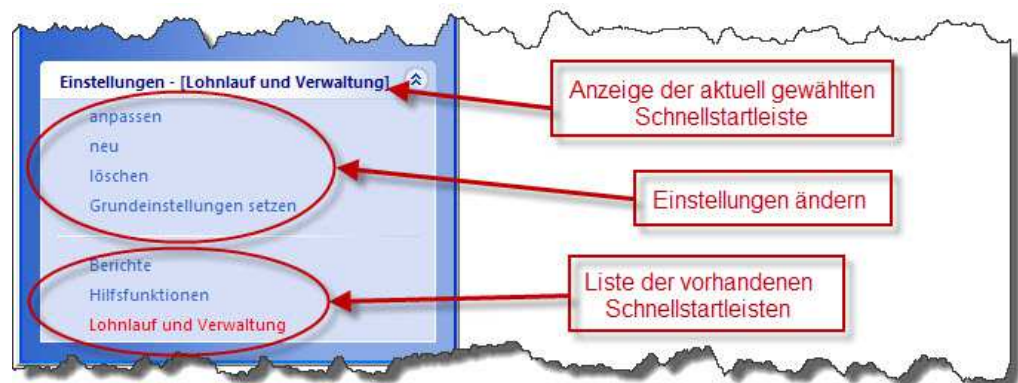 Einstellungen - [Lohnlauf und Verwaltung]
anpassen
neu
löschen
Grundeinstellungen setzen
Berichte
Hilfsfunktionen
Lohnlauf und Verwaltung
Anzeige der aktuell gewählten
Schnellstartleiste
Einstellungen ändern
Liste der vorhandenen
Schnellstartleisten